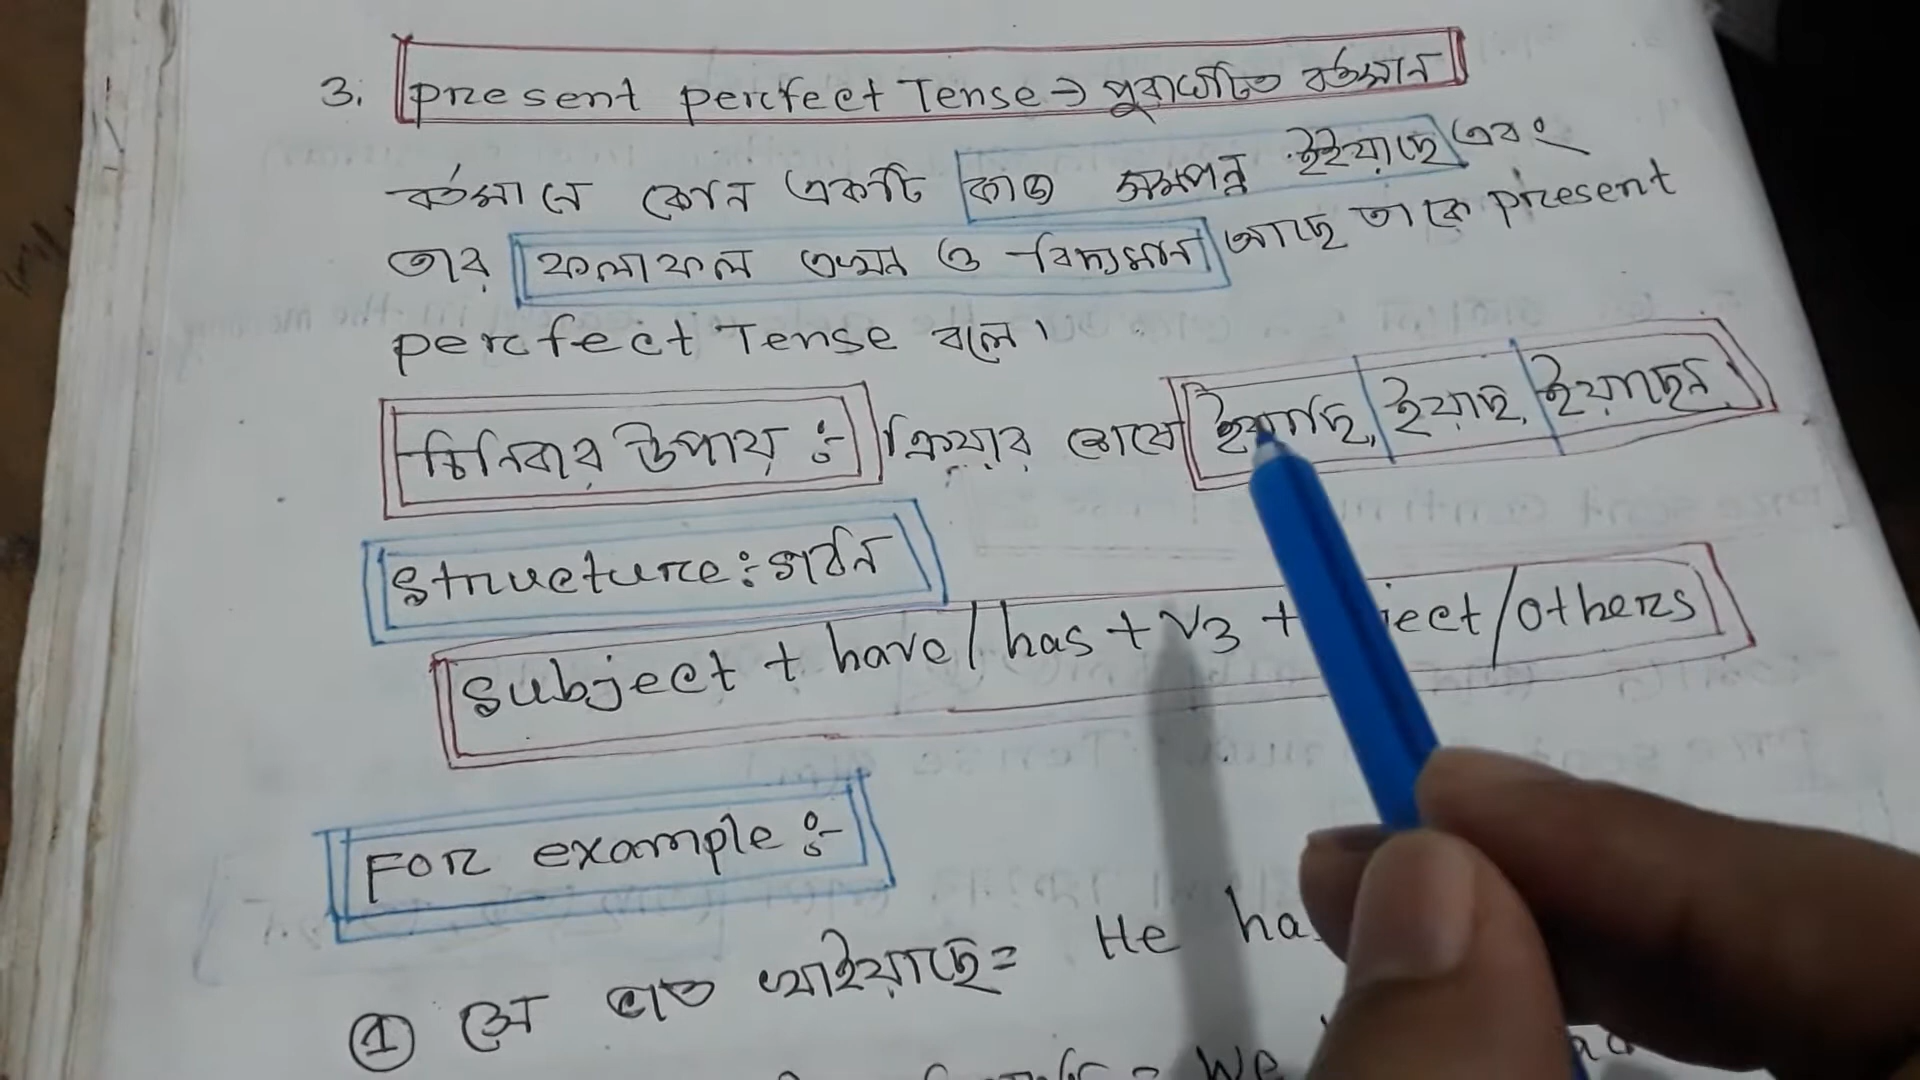 3. Present perfect Tense → পুরাঘটিত বর্তমান
বর্তমানে কোন একটি কাজ সমপন্ন হইয়াছে এবং
তার ফলাফল এখন ও বিদ্যমান আছে তাকে present
perfect Tense বলে।
চিনিবার উপায় ঃ- ক্রিয়ার শেষে ইয়াছি, ইয়াছ, ইয়াছেন
Structure ঃ গঠন
Subject + have / has + V3 + ject / others
For example ঃ-
① সে ভাত খাইয়াছে = He ha
= We